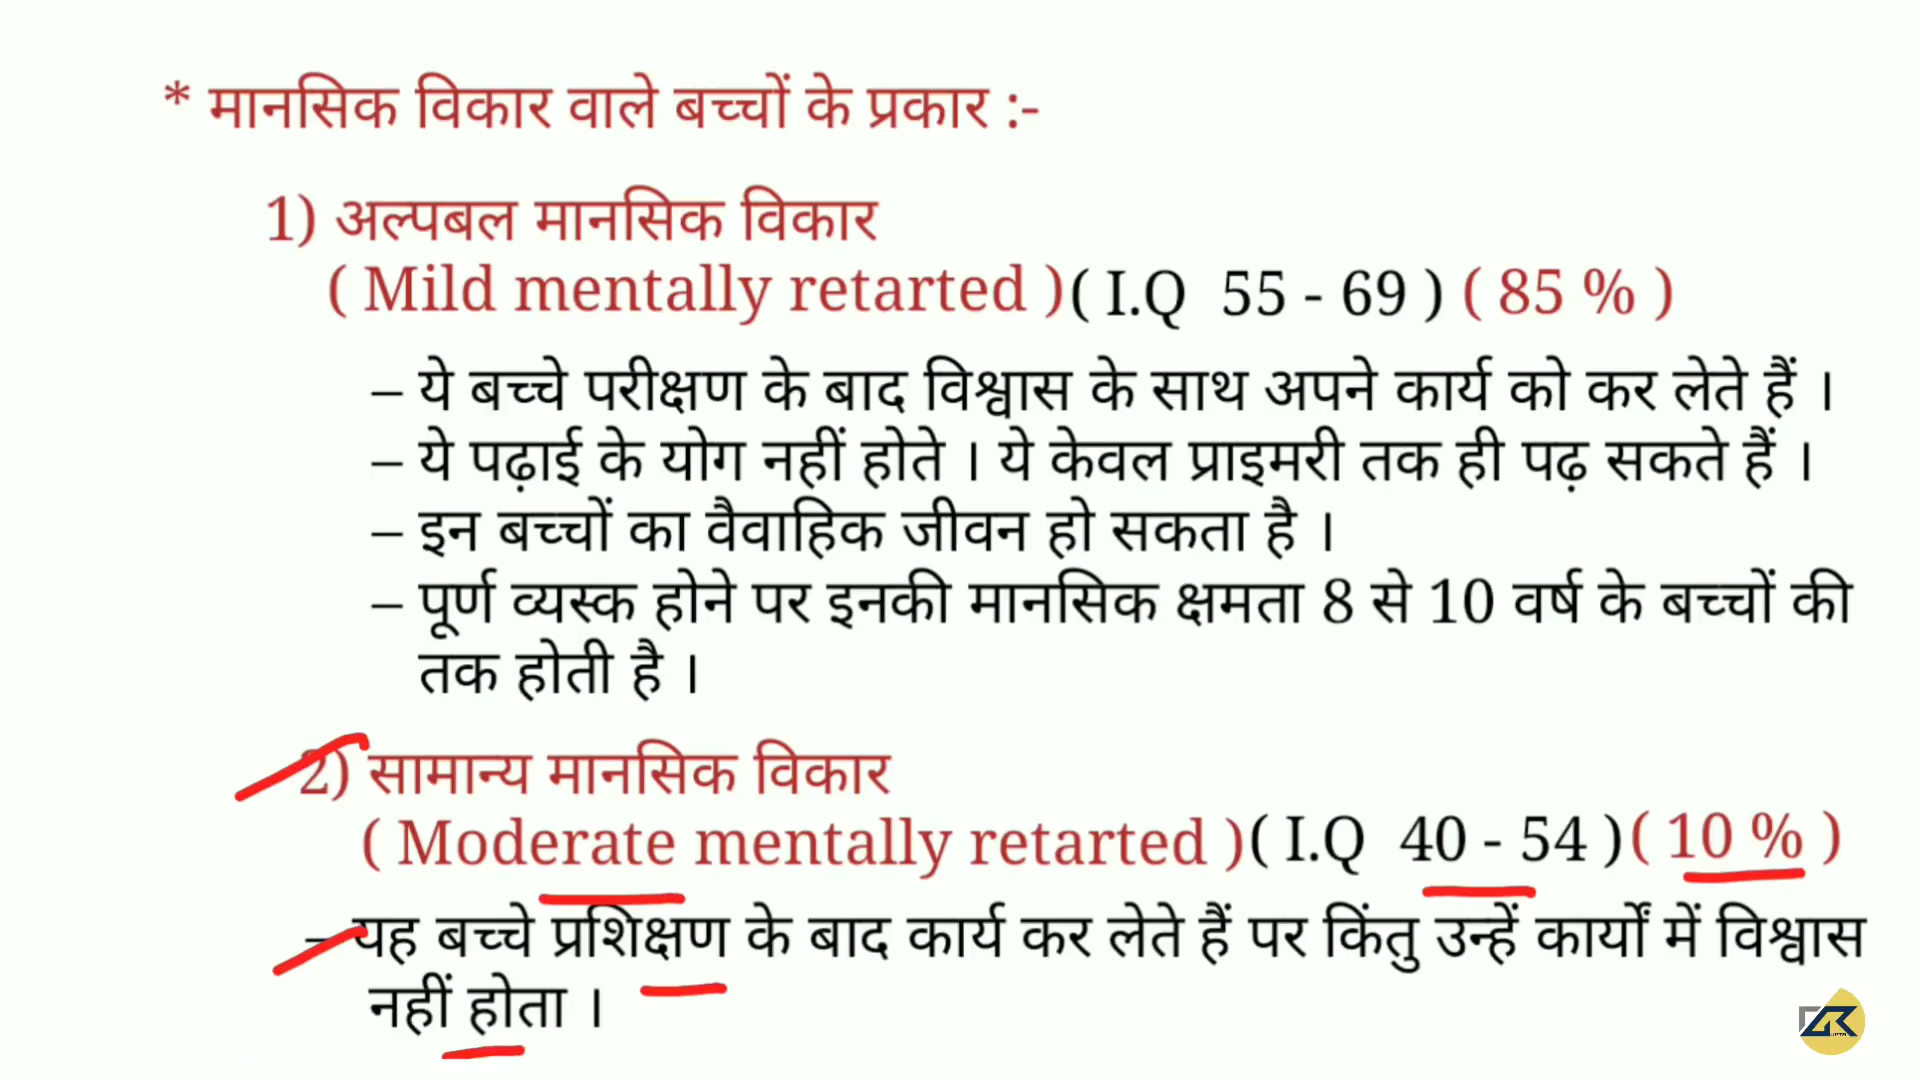 * मानसिक विकार वाले बच्चों के प्रकार :-
1) अल्पबल मानसिक विकार
( Mild mentally retarted ) ( I.Q 55 - 69 ) ( 85 % )
– ये बच्चे परीक्षण के बाद विश्वास के साथ अपने कार्य को कर लेते हैं ।
– ये पढ़ाई के योग नहीं होते । ये केवल प्राइमरी तक ही पढ़ सकते हैं ।
– इन बच्चों का वैवाहिक जीवन हो सकता है ।
– पूर्ण व्यस्क होने पर इनकी मानसिक क्षमता 8 से 10 वर्ष के बच्चों की
तक होती है ।
2) सामान्य मानसिक विकार
( Moderate mentally retarted ) ( I.Q 40 - 54 ) ( 10 % )
– यह बच्चे प्रशिक्षण के बाद कार्य कर लेते हैं पर किंतु उन्हें कार्यों में विश्वास
नहीं होता ।